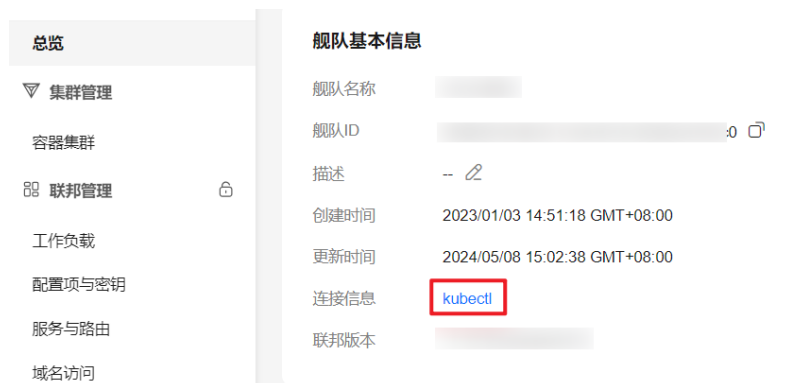 总览
集群管理
容器集群
联邦管理
工作负载
配置项与密钥
服务与路由
域名访问
舰队基本信息
舰队名称
舰队ID :0
描述 --
创建时间 2023/01/03 14:51:18 GMT+08:00
更新时间 2024/05/08 15:02:38 GMT+08:00
连接信息 kubectl
联邦版本